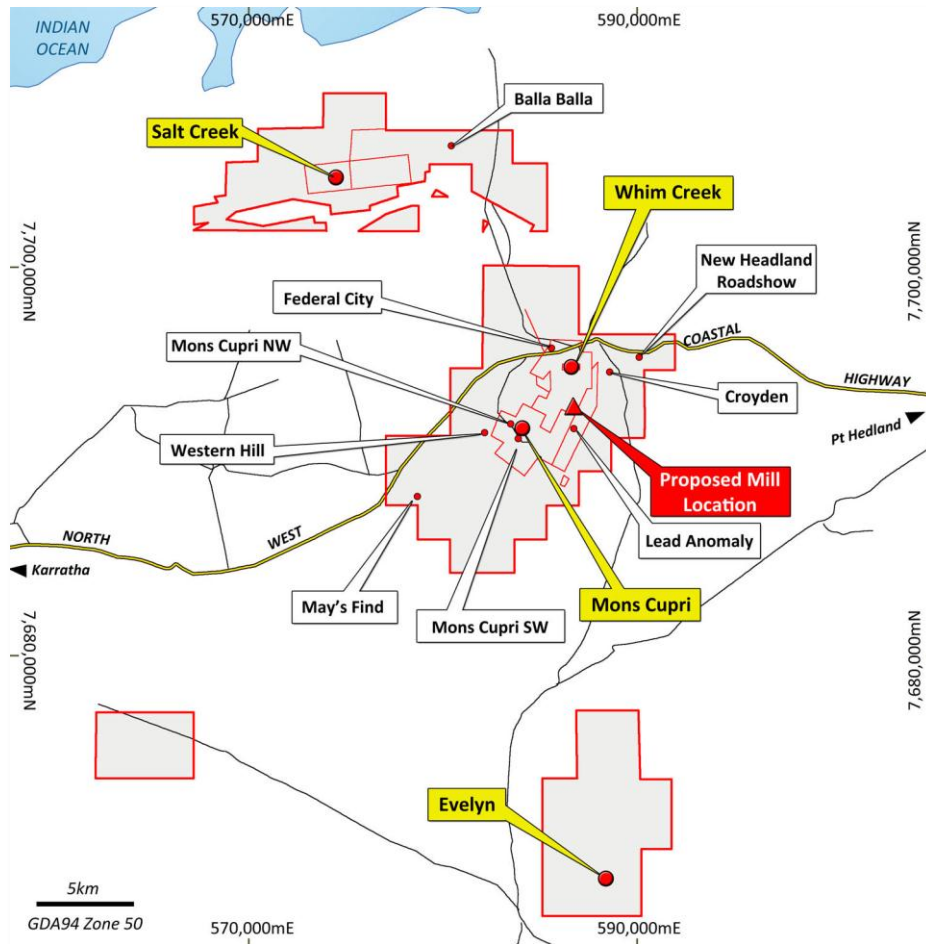 570,000mE
590,000mE
INDIAN
OCEAN
Balla Balla
Salt Creek
Whim Creek
7,700,000mN
7,700,000mN
New Headland
Roadshow
Federal City
Mons Cupri NW
COASTAL
HIGHWAY
Croyden
Pt Hedland
Western Hill
Proposed Mill
Location
NORTH
WEST
Lead Anomaly
Karratha
May's Find
Mons Cupri SW
Mons Cupri
7,680,000mN
7,680,000mN
Evelyn
5km
GDA94 Zone 50
570,000mE
590,000mE